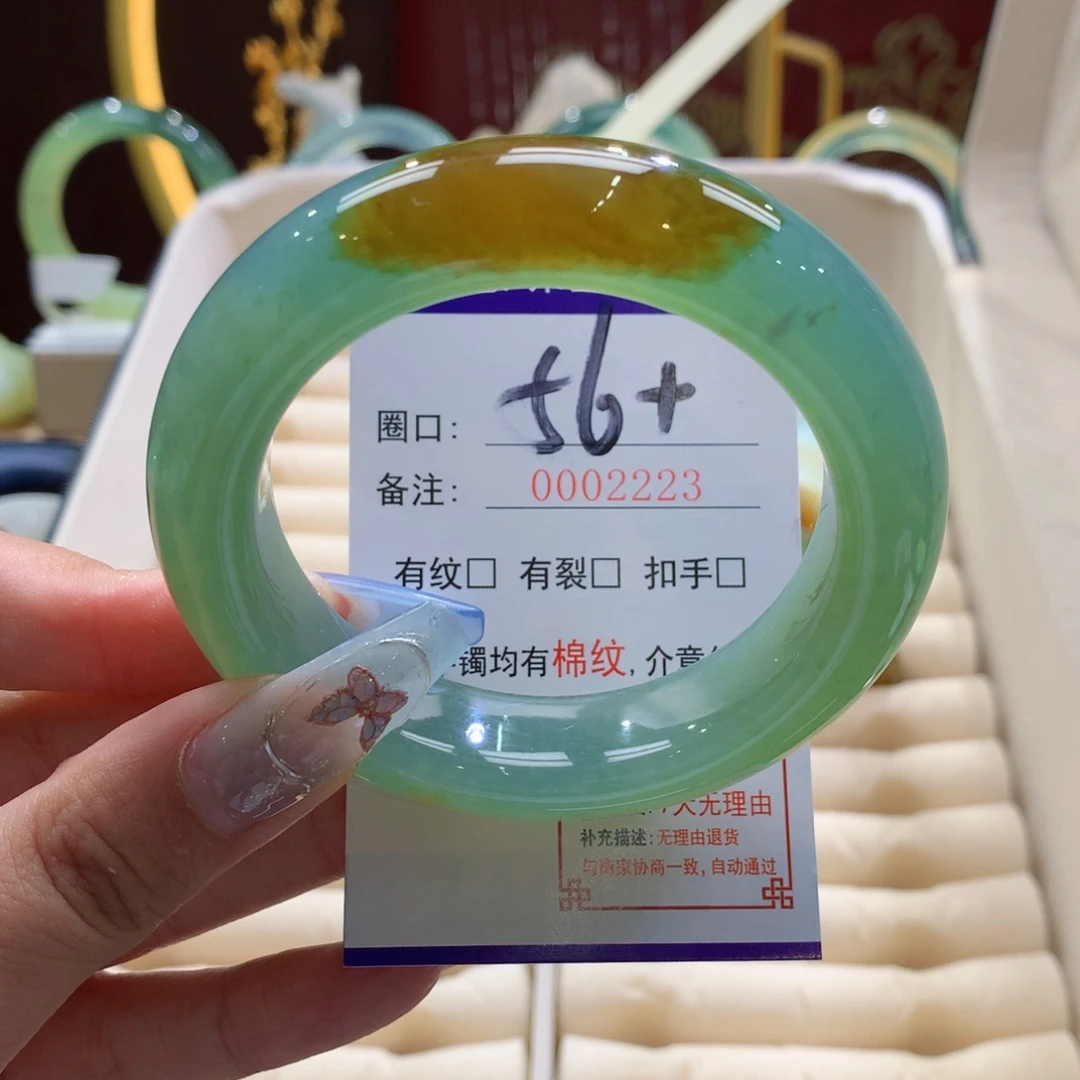 圈口: 56+
备注: 0002223
有纹□ 有裂□ 扣手□
镯均有棉纹, 介意
天无理由
补充描述:无理由退货
与商家协商一致, 自动通过